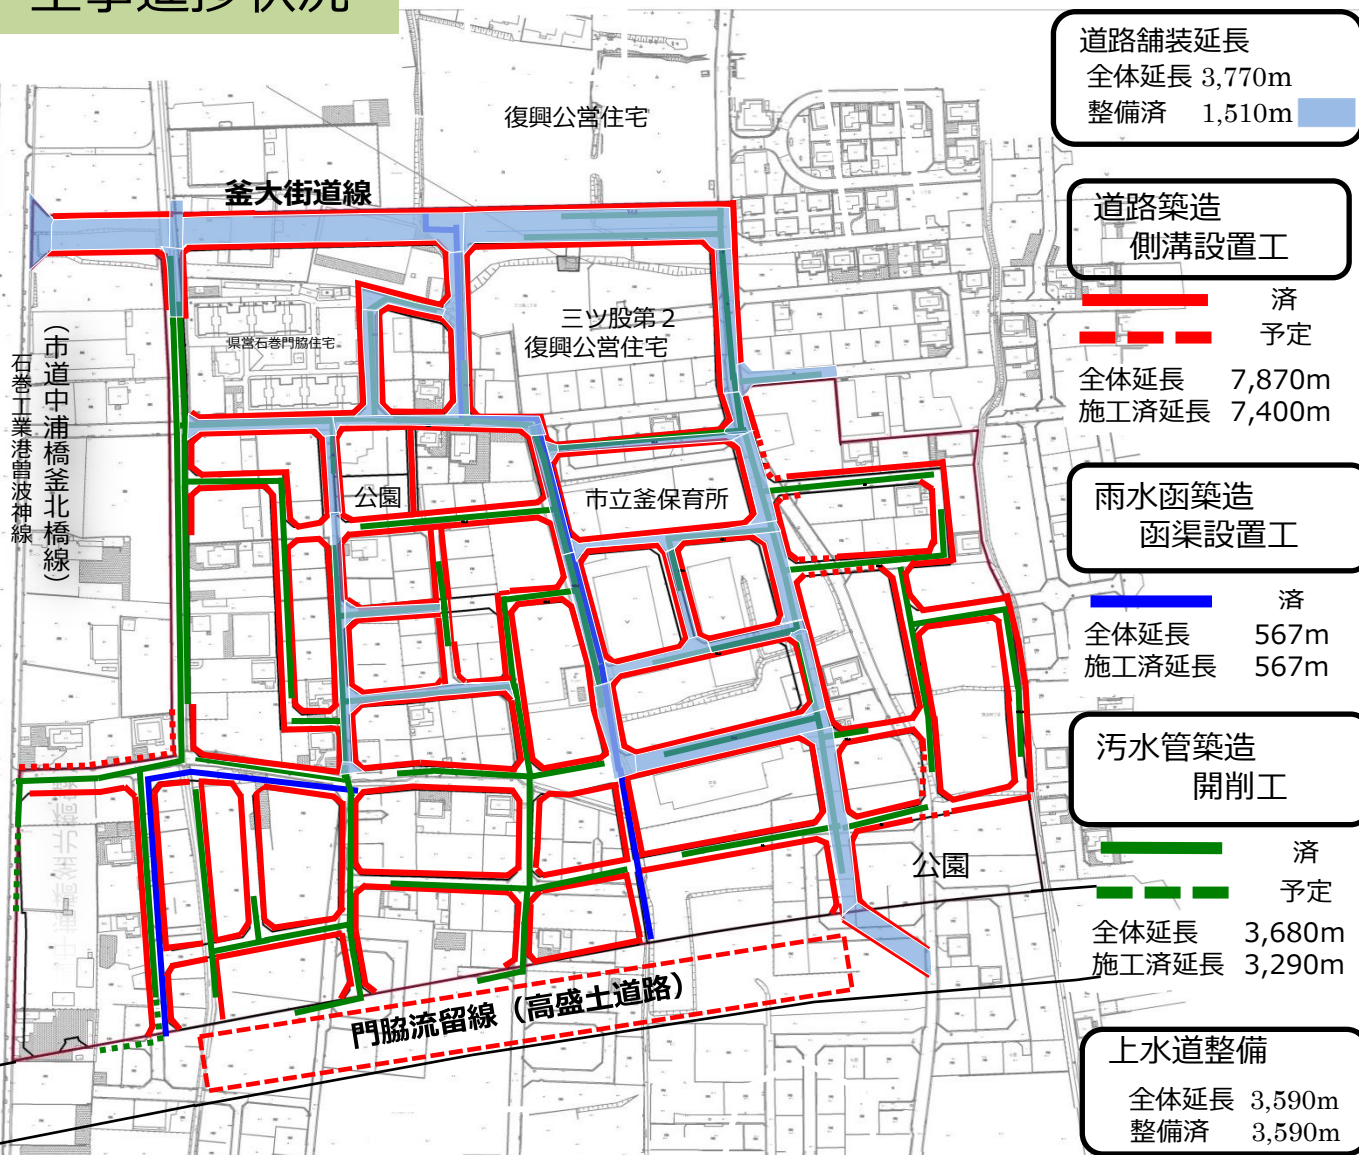 工事進捗状況
道路舗装延長
全体延長 3,770m
整備済 1,510m
復興公営住宅
釜大街道線
道路築造
側溝設置工
済
予定
全体延長 7,870m
施工済延長 7,400m
三ツ股第2
復興公営住宅
県営石巻門脇住宅
(市道中浦橋釜北橋線)
石巻工業港曽波神線
公園
市立釜保育所
雨水函築造
函渠設置工
済
全体延長 567m
施工済延長 567m
汚水管築造
開削工
済
予定
全体延長 3,680m
施工済延長 3,290m
公園
門脇流留線(高盛土道路)
上水道整備
全体延長 3,590m
整備済 3,590m